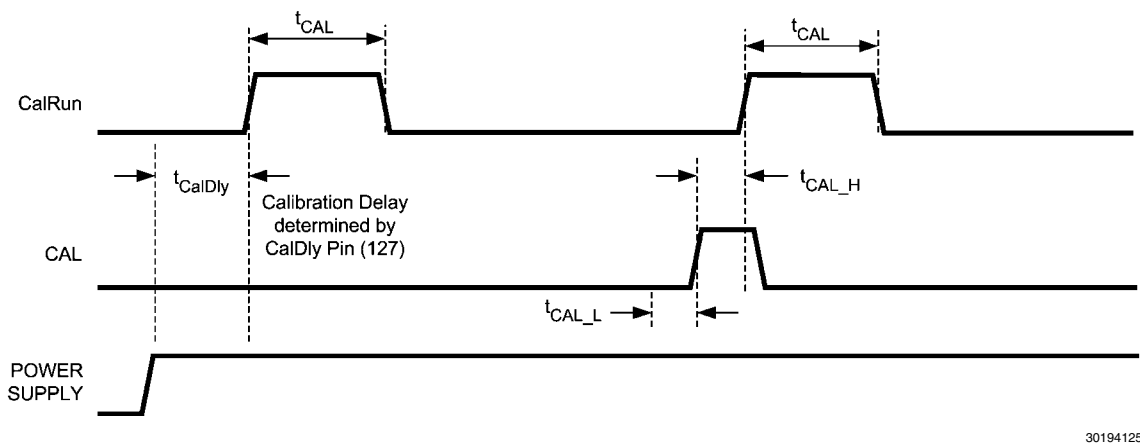 tCAL
tCAL
CalRun
tCalDly
tCAL_H
Calibration Delay
determined by
CalDly Pin (127)
CAL
tCAL_L
POWER
SUPPLY
30194125